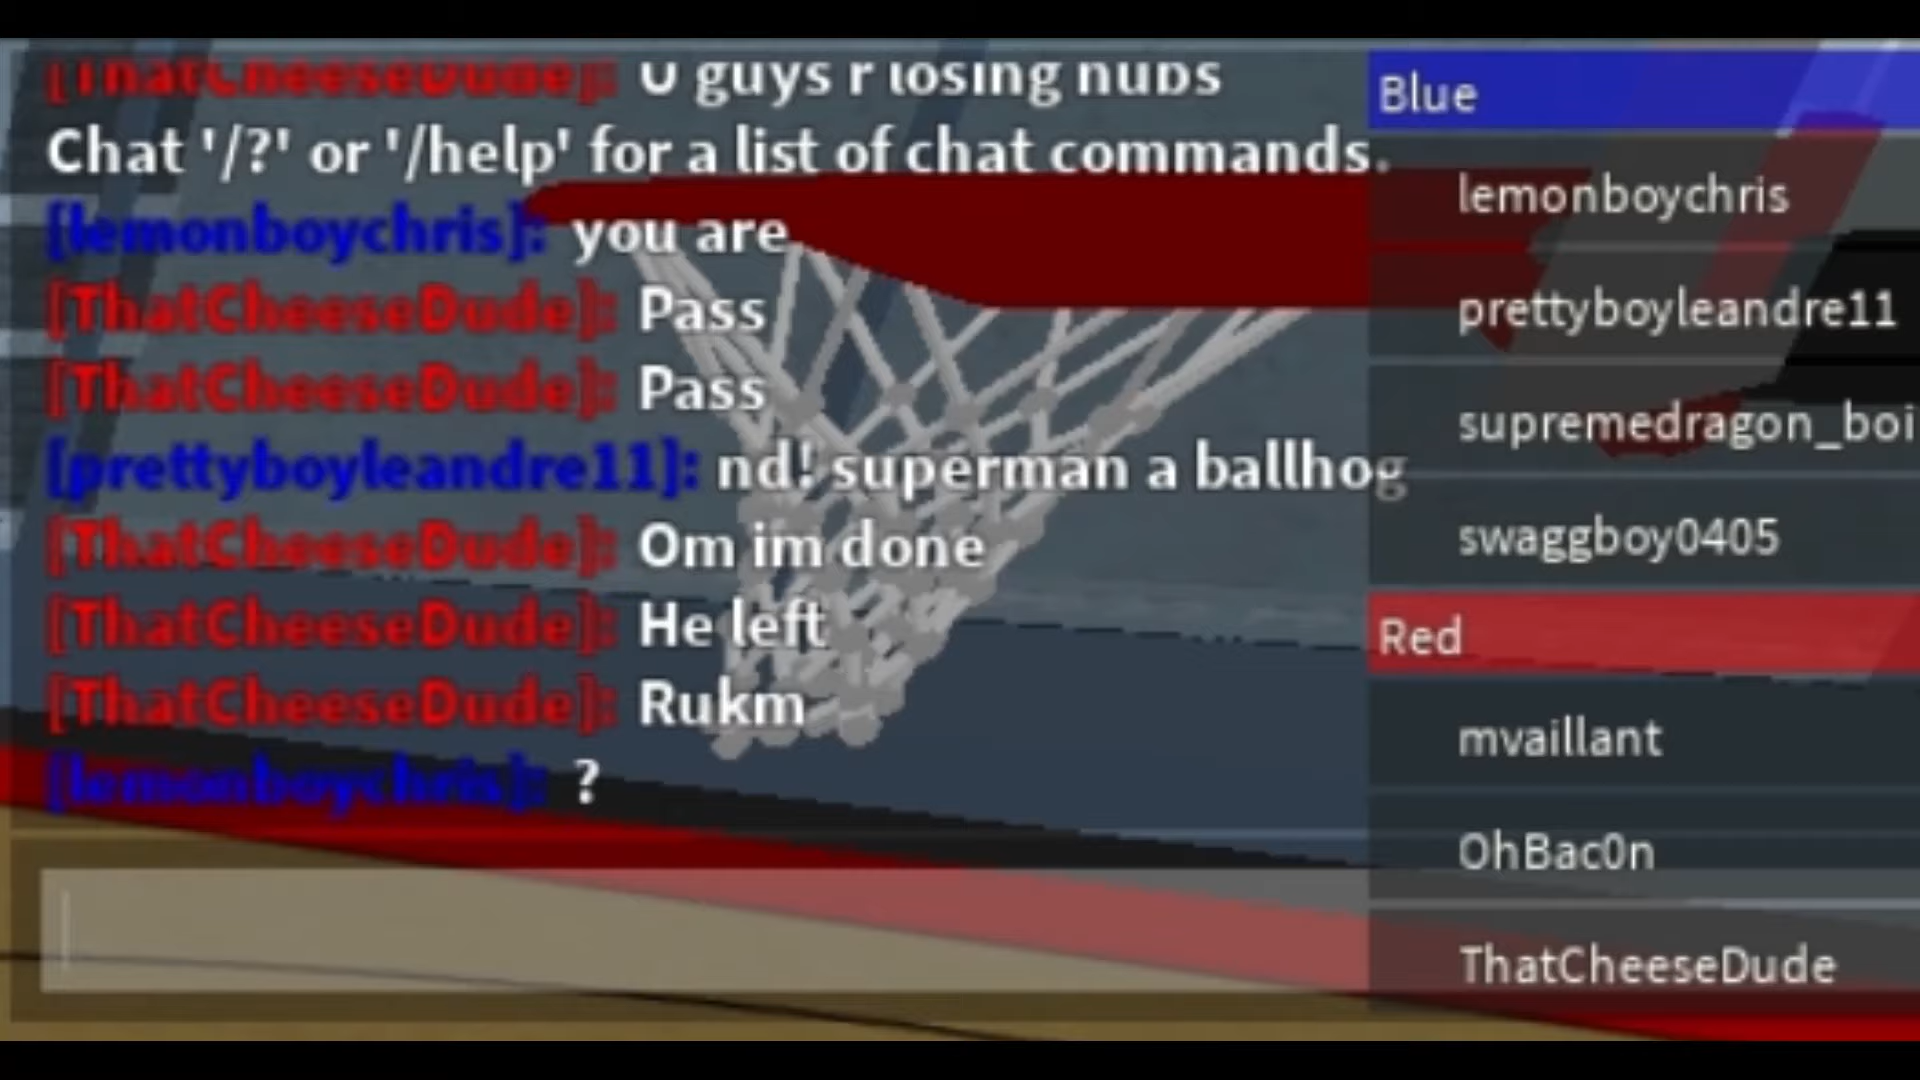 [ThatCheeseDude]: U guys r losing nubs
Chat '/?' or '/help' for a list of chat commands.
[lemonboychris]: you are
[ThatCheeseDude]: Pass
[ThatCheeseDude]: Pass
[prettyboyleandre11]: nd! superman a ballhog
[ThatCheeseDude]: Om im done
[ThatCheeseDude]: He left
[ThatCheeseDude]: Rukm
[lemonboychris]: ?
Blue
lemonboychris
prettyboyleandre11
supremedragon_boi
swaggboy0405
Red
mvaillant
OhBac0n
ThatCheeseDude